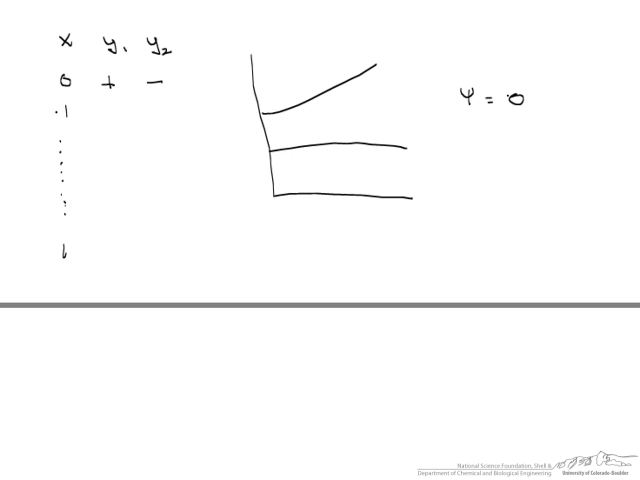 x y₁ y₂
0 + −
.1
1
Ψ = 0
National Science Foundation, Shell &
Department of Chemical and Biological Engineering
University of Colorado-Boulder